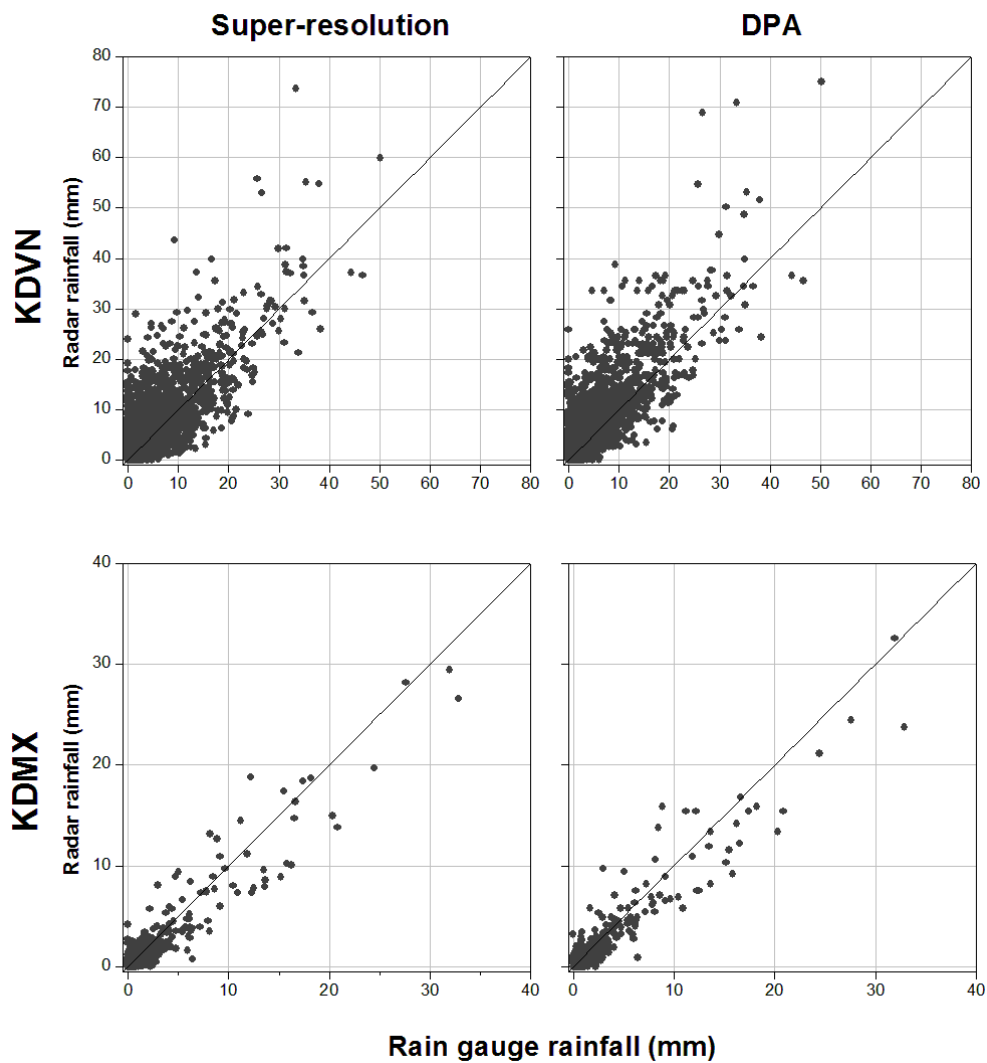 Super-resolution DPA
KDVN
Radar rainfall (mm)
80
70
60
50
40
30
20
10
0
0 10 20 30 40 50 60 70 80
0 10 20 30 40 50 60 70 80
KDMX
Radar rainfall (mm)
40
30
20
10
0
0 10 20 30 40
0 10 20 30 40
Rain gauge rainfall (mm)